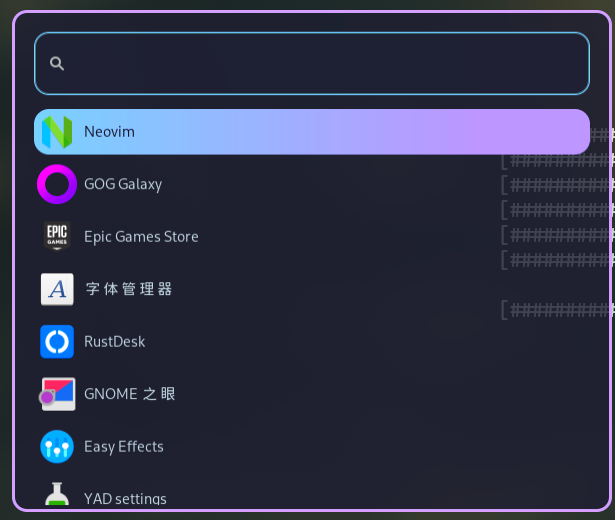 Neovim
[##########
GOG Galaxy
[##########
[##########
EPIC GAMES
Epic Games Store
[##########
[##########
A
字体管理器
[##########
RustDesk
GNOME 之眼
Easy Effects
YAD settings